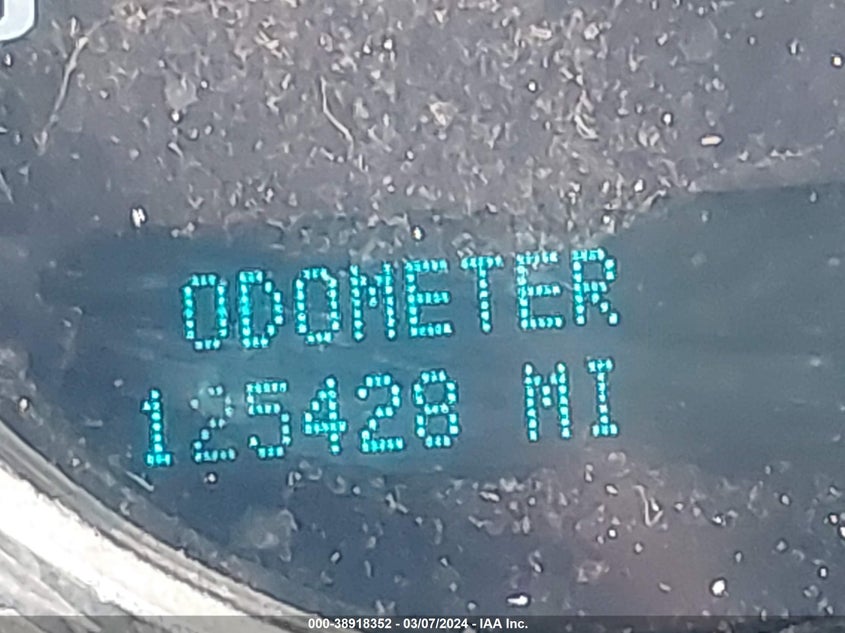 ODOMETER
125428 MI
000-38918352 - 03/07/2024 - IAA Inc.